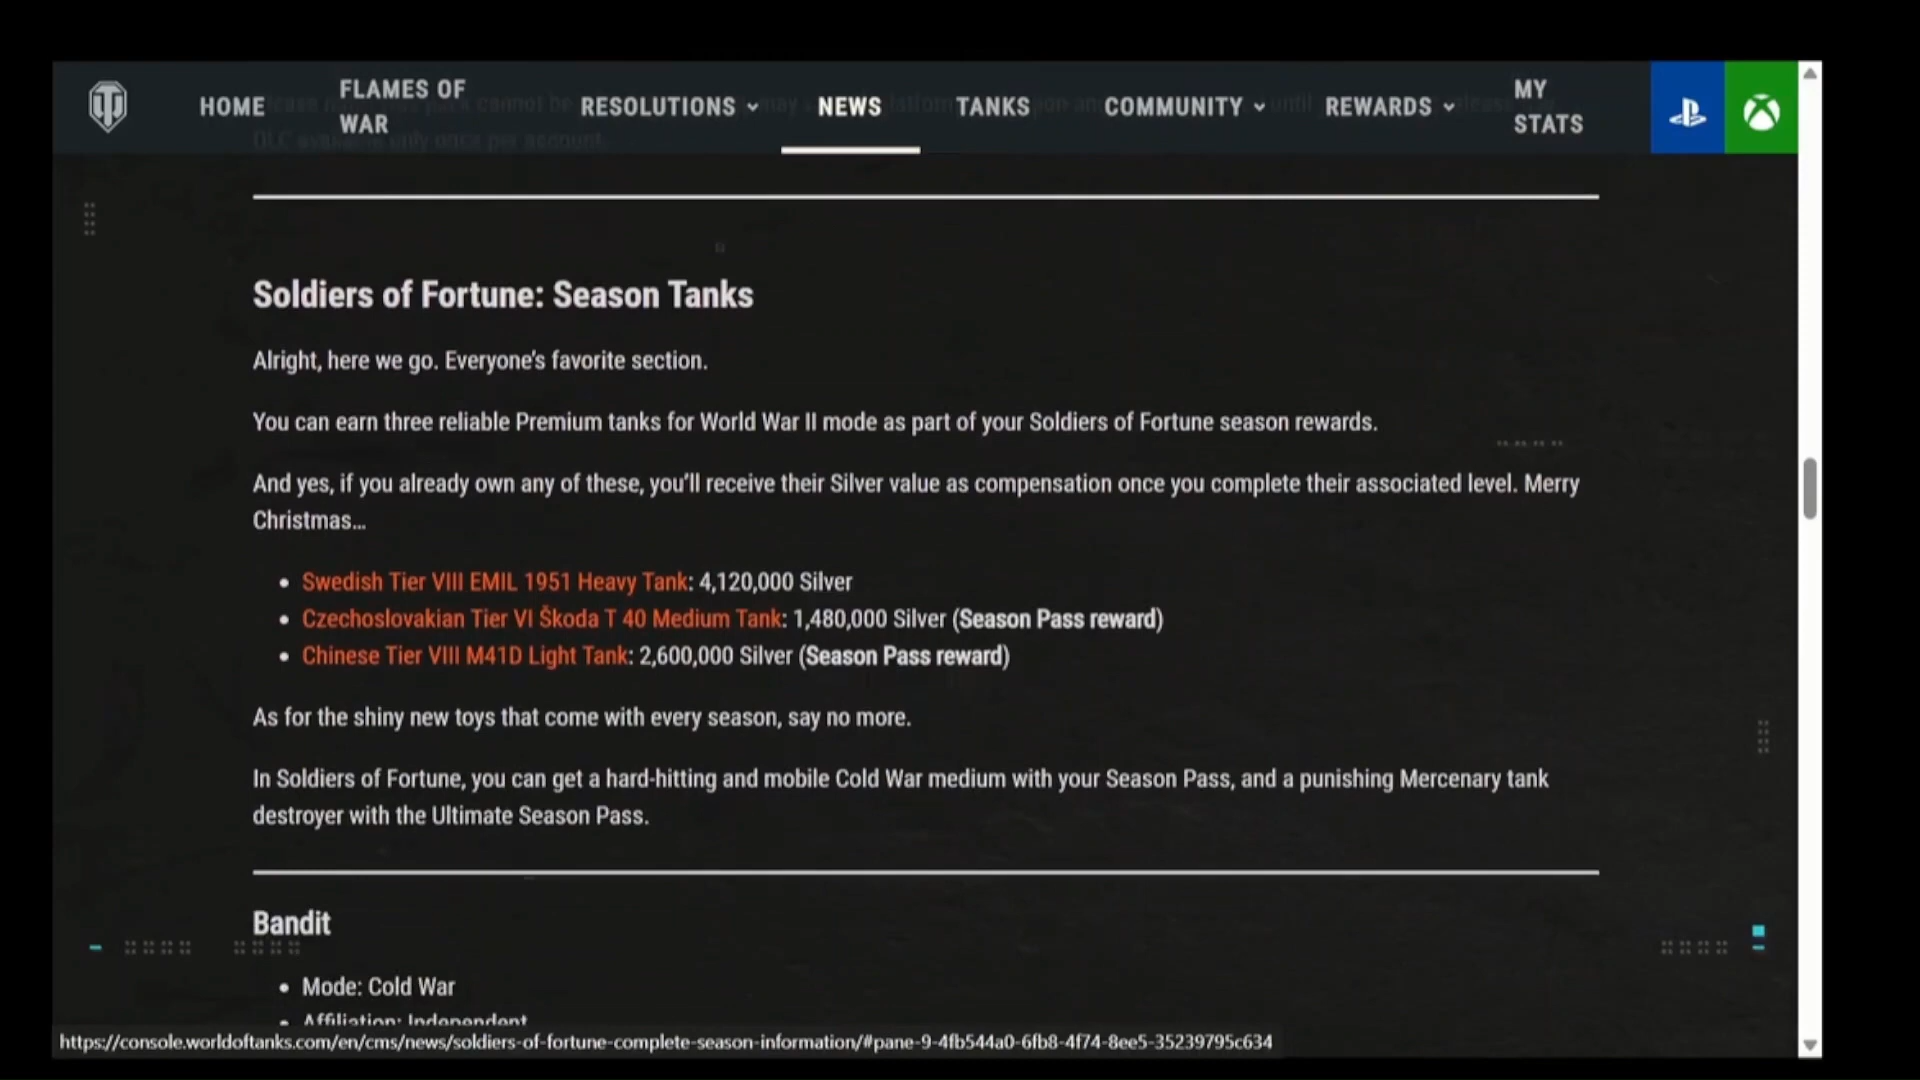 HOME
FLAMES OF
WAR
RESOLUTIONS
NEWS
TANKS
COMMUNITY
REWARDS
MY
STATS
DLC available only once per account.
Soldiers of Fortune: Season Tanks
Alright, here we go. Everyone's favorite section.
You can earn three reliable Premium tanks for World War II mode as part of your Soldiers of Fortune season rewards.
And yes, if you already own any of these, you'll receive their Silver value as compensation once you complete their associated level. Merry
Christmas…
• Swedish Tier VIII EMIL 1951 Heavy Tank: 4,120,000 Silver
• Czechoslovakian Tier VI Škoda T 40 Medium Tank: 1,480,000 Silver (Season Pass reward)
• Chinese Tier VIII M41D Light Tank: 2,600,000 Silver (Season Pass reward)
As for the shiny new toys that come with every season, say no more.
In Soldiers of Fortune, you can get a hard-hitting and mobile Cold War medium with your Season Pass, and a punishing Mercenary tank
destroyer with the Ultimate Season Pass.
Bandit
• Mode: Cold War
• Affiliation: Independent
https://console.worldoftanks.com/en/cms/news/soldiers-of-fortune-complete-season-information/#pane-9-4fb544a0-6fb8-4f74-8ee5-35239795c634